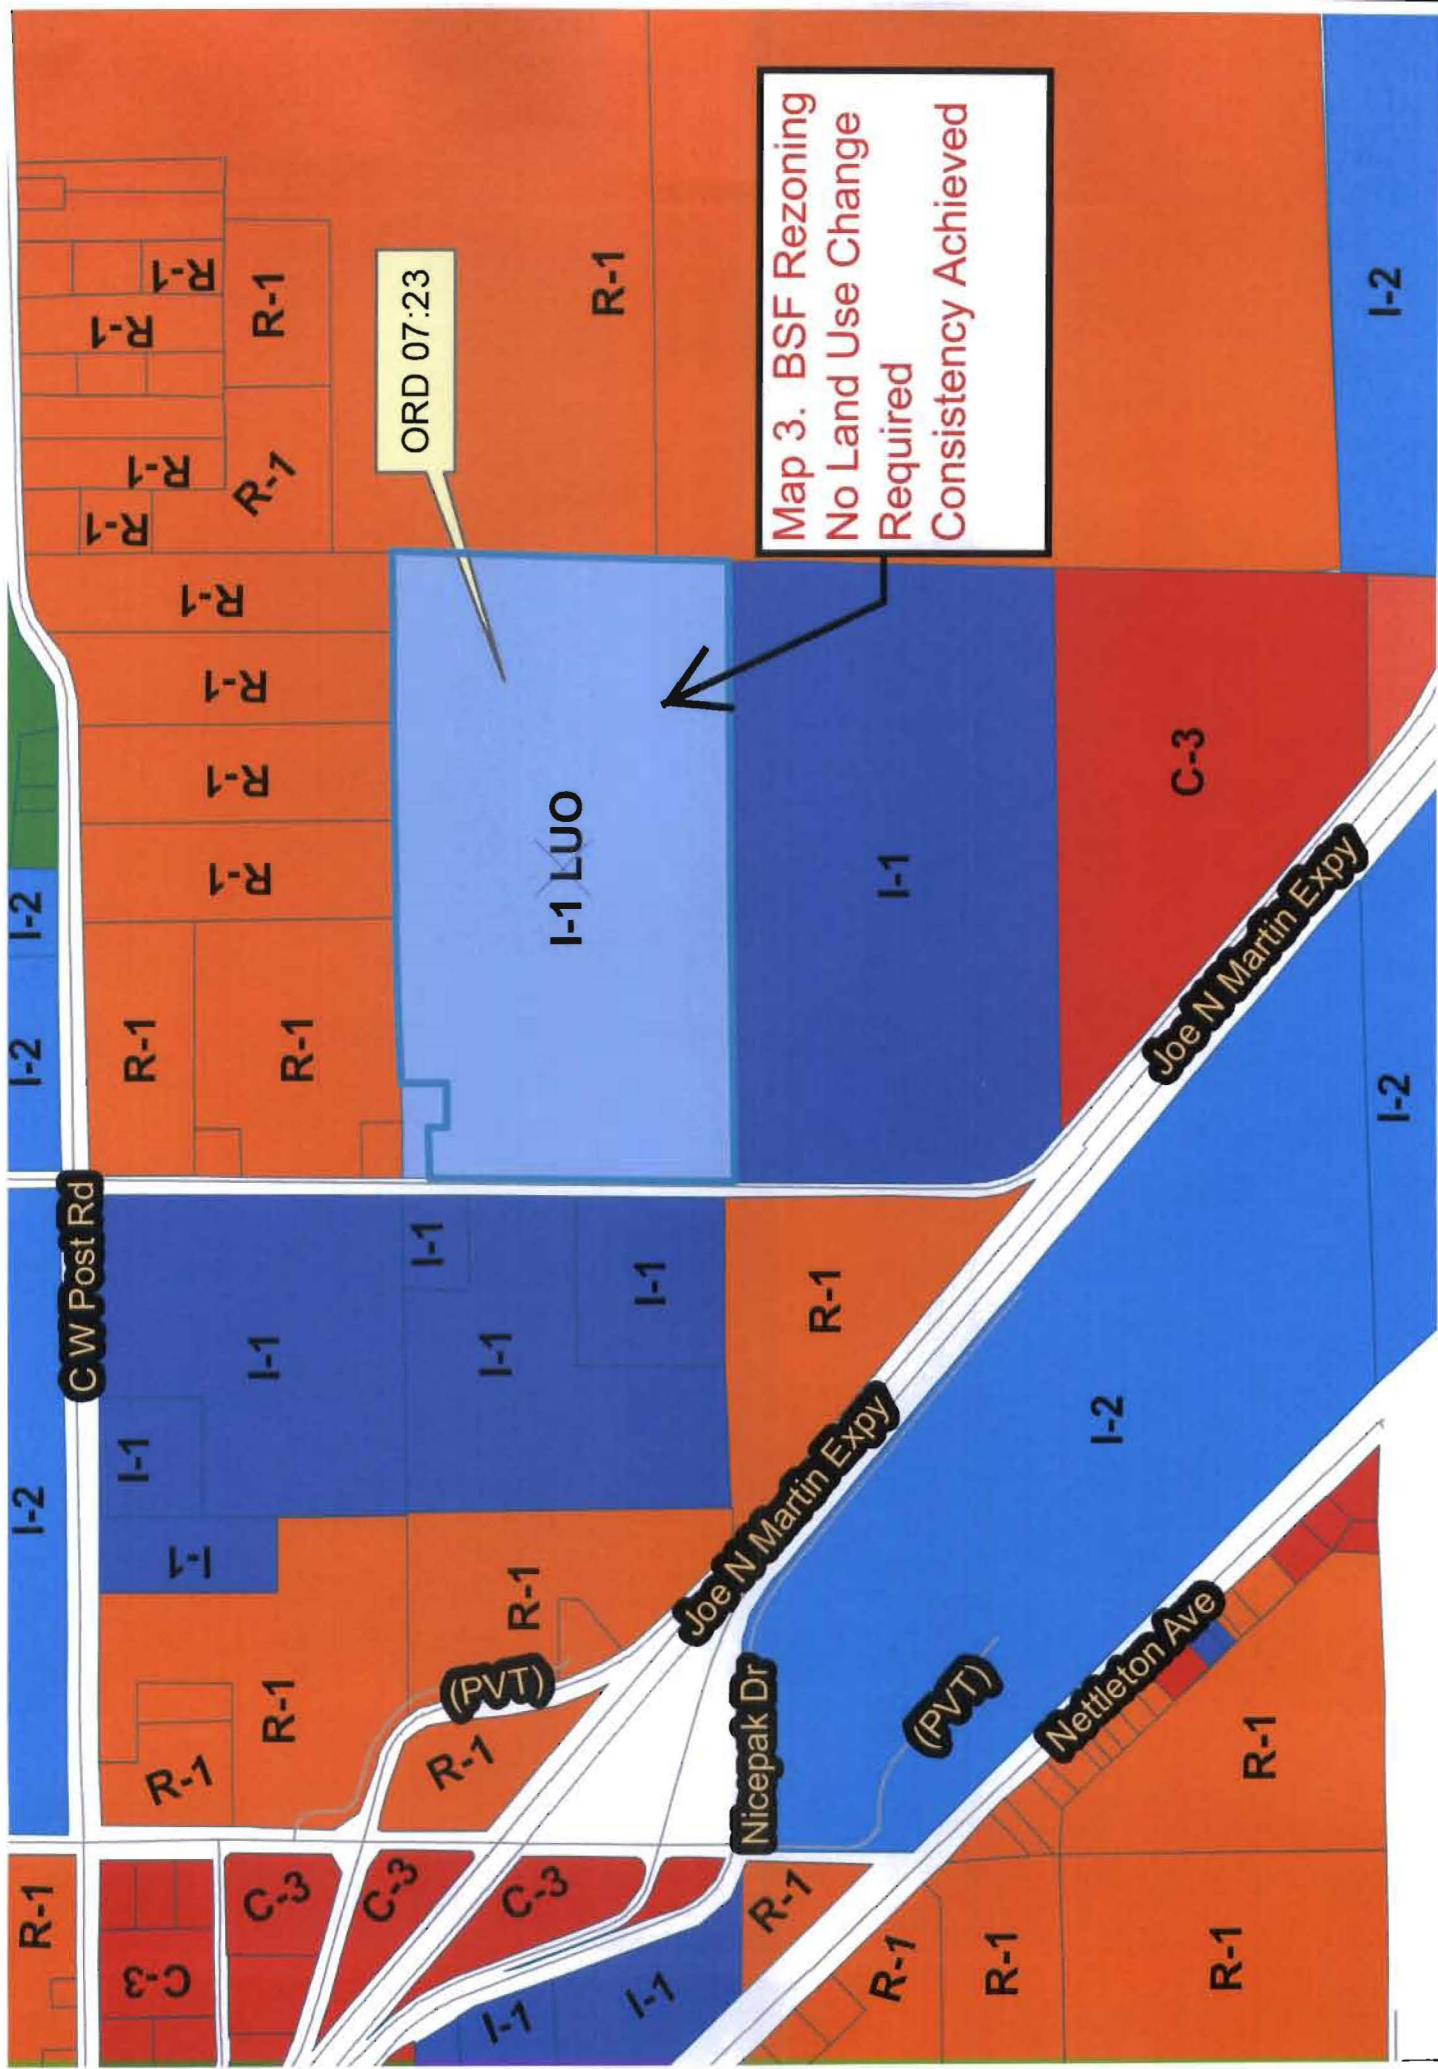 R-1
I-2
I-2
I-2
C W Post Rd
I-1
R-1
R-1
R-1
C-3
R-1
R-1
R-1
I-1
R-1
R-1
R-1
R-1
C-3
R-1
I-1
R-1
R-1
R-1
C-3
ORD 07:23
I-1
R-1
(PVT)
I-1
C-3
R-1
I-1 LUO
R-1
I-1
I-1
I-1
Joe N Martin Expy
Nicepak Dr
Map 3. BSF Rezoning
No Land Use Change
Required
Consistency Achieved
R-1
R-1
I-1
R-1
(PVT)
R-1
I-2
Nettleton Ave
Joe N Martin Expy
C-3
R-1
R-1
I-2
I-2